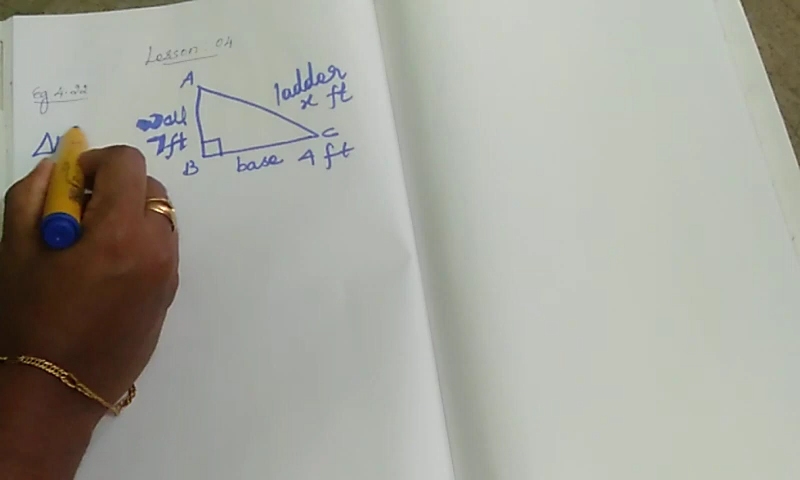 Lesson 04
Eg 4.22
A
ladder
x ft
wall
7ft
C
B
base 4 ft
Δ